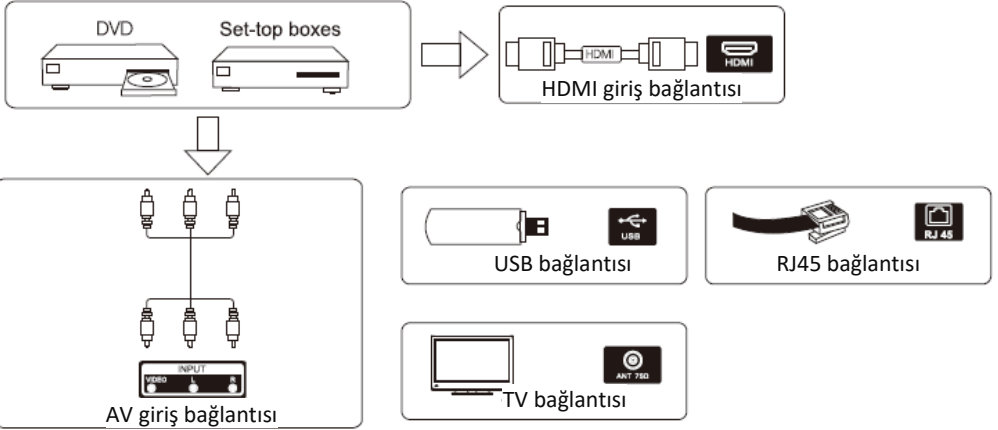 DVD
Set-top boxes
HDMI
HDMI
HDMI giriş bağlantısı
USB
USB bağlantısı
RJ 45
RJ45 bağlantısı
INPUT
VIDEO L R
AV giriş bağlantısı
ANT 75Ω
TV bağlantısı